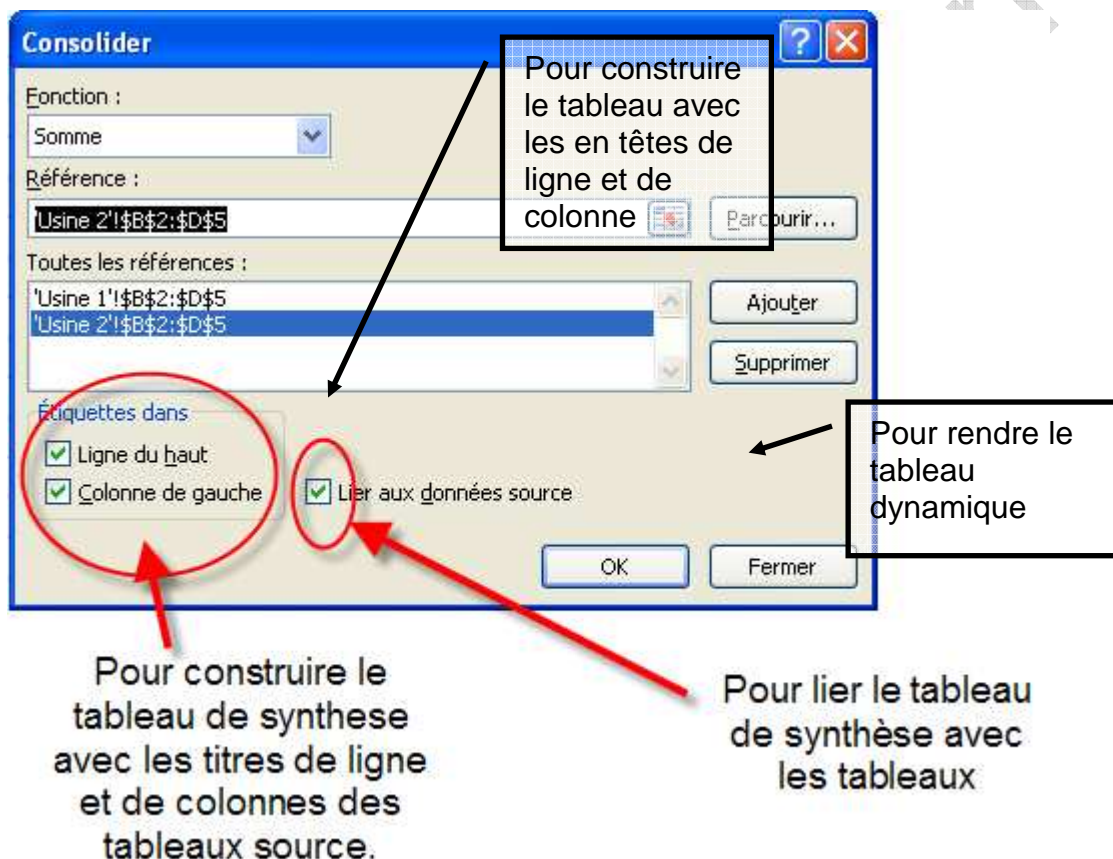 Consolider
Pour construire
le tableau avec
les en têtes de
ligne et de
colonne
Fonction :
Somme
Référence :
'Usine 2'!$B$2:$D$5
Parcourir...
Toutes les références :
'Usine 1'!$B$2:$D$5
'Usine 2'!$B$2:$D$5
Ajouter
Supprimer
Étiquettes dans
Ligne du haut
Colonne de gauche
Lier aux données source
Pour rendre le
tableau
dynamique
OK
Fermer
Pour construire le
tableau de synthese
avec les titres de ligne
et de colonnes des
tableaux source.
Pour lier le tableau
de synthèse avec
les tableaux